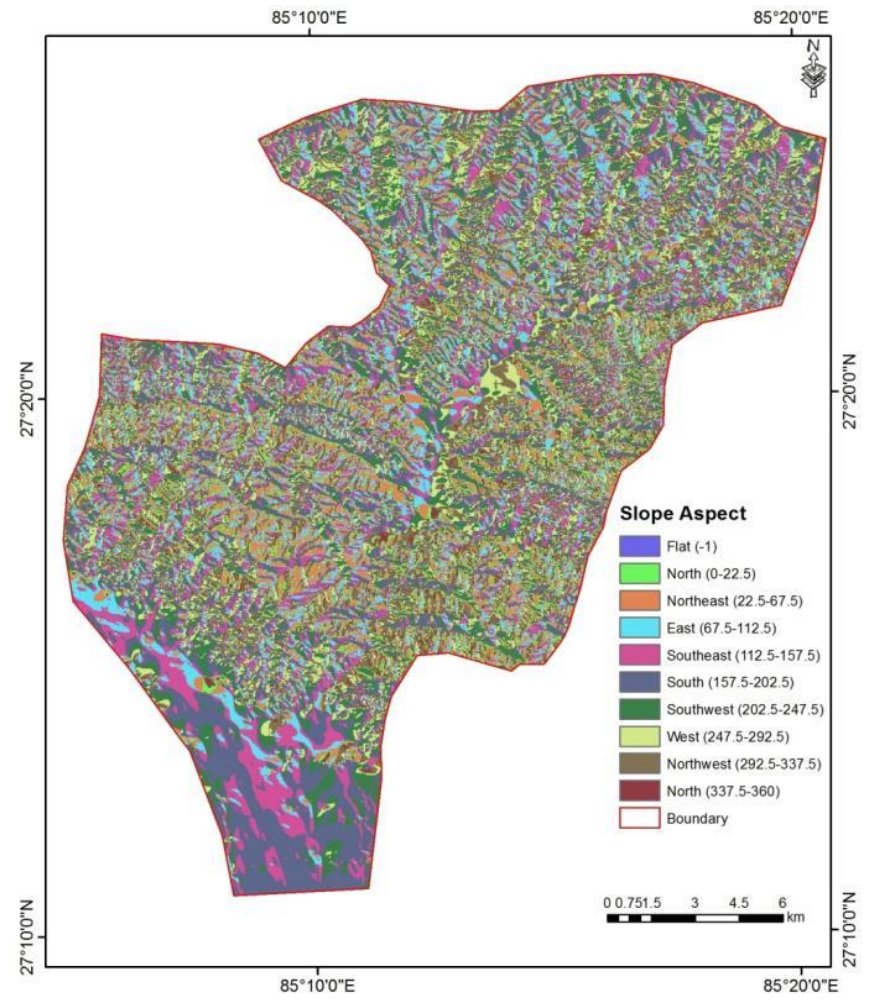 85°10'0"E
85°20'0"E
N
27°20'0"N
27°20'0"N
Slope Aspect
Flat (-1)
North (0-22.5)
Northeast (22.5-67.5)
East (67.5-112.5)
Southeast (112.5-157.5)
South (157.5-202.5)
Southwest (202.5-247.5)
West (247.5-292.5)
Northwest (292.5-337.5)
North (337.5-360)
Boundary
0 0.751.5 3 4.5 6
km
27°10'0"N
27°10'0"N
85°10'0"E
85°20'0"E